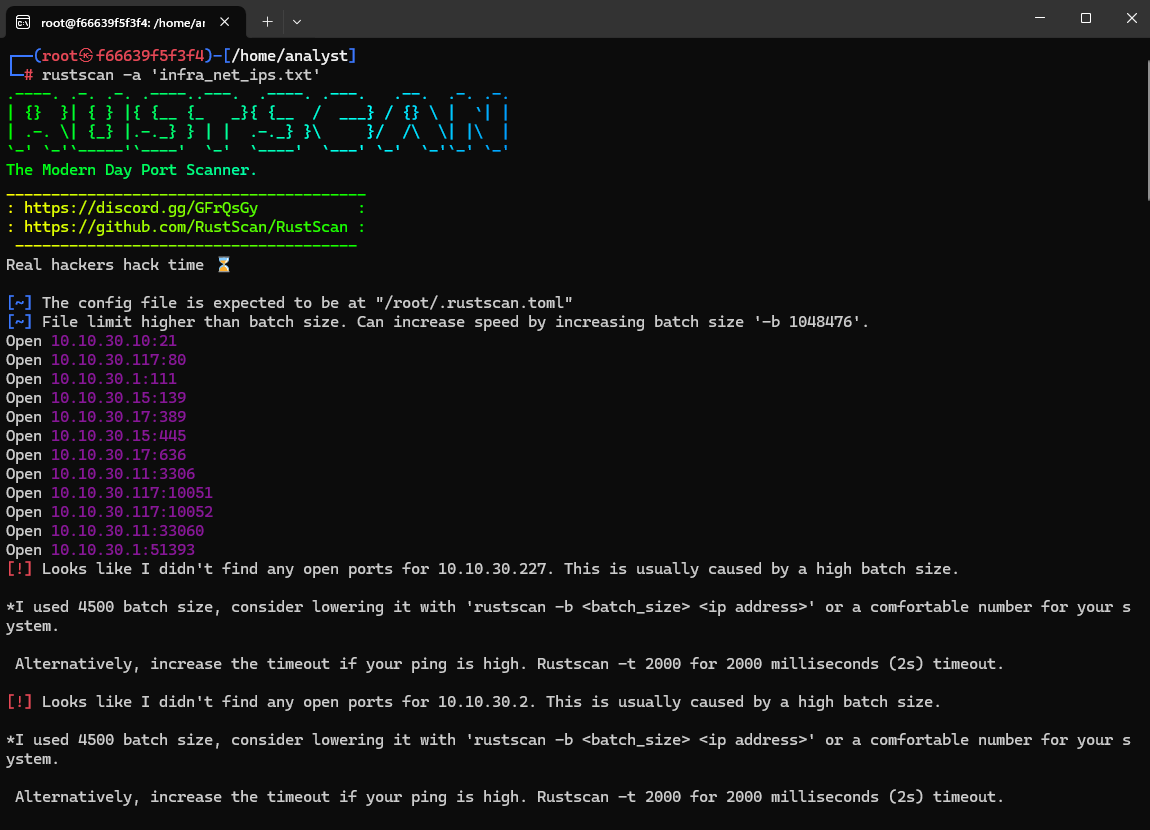 root@f66639f5f3f4: /home/ar
┌──(root㉿f66639f5f3f4)-[/home/analyst]
└─# rustscan -a 'infra_net_ips.txt'
.----. .-. .-. .----..---.  .----. .---.   .--.  .-. .-.
| {}  }| { } |{ {__ {_   _}{ {__  /  ___} / {} \ |  `| |
| .-. \| {_} |.-._} } | |  .-._} }\     }/  /\  \| |\  |
`-' `-'`-----'`----'  `-'  `----'  `---' `-'  `-'`-' `-'
The Modern Day Port Scanner.
________________________________________
: https://discord.gg/GFrQsGy           :
: https://github.com/RustScan/RustScan :
 --------------------------------------
Real hackers hack time ⌛
[~] The config file is expected to be at "/root/.rustscan.toml"
[~] File limit higher than batch size. Can increase speed by increasing batch size '-b 1048476'.
Open 10.10.30.10:21
Open 10.10.30.117:80
Open 10.10.30.1:111
Open 10.10.30.15:139
Open 10.10.30.17:389
Open 10.10.30.15:445
Open 10.10.30.17:636
Open 10.10.30.11:3306
Open 10.10.30.117:10051
Open 10.10.30.117:10052
Open 10.10.30.11:33060
Open 10.10.30.1:51393
[!] Looks like I didn't find any open ports for 10.10.30.227. This is usually caused by a high batch size.
*I used 4500 batch size, consider lowering it with 'rustscan -b <batch_size> <ip address>' or a comfortable number for your s
ystem.
Alternatively, increase the timeout if your ping is high. Rustscan -t 2000 for 2000 milliseconds (2s) timeout.
[!] Looks like I didn't find any open ports for 10.10.30.2. This is usually caused by a high batch size.
*I used 4500 batch size, consider lowering it with 'rustscan -b <batch_size> <ip address>' or a comfortable number for your s
ystem.
Alternatively, increase the timeout if your ping is high. Rustscan -t 2000 for 2000 milliseconds (2s) timeout.